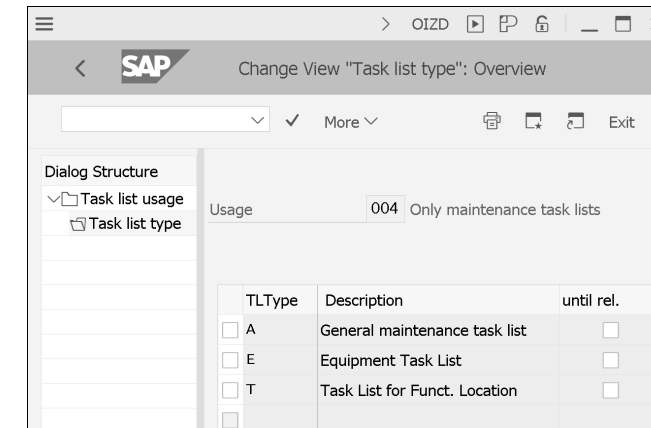 OIZD
SAP
Change View "Task list type": Overview
More
Exit
Dialog Structure
Task list usage
Task list type
Usage 004 Only maintenance task lists
TLType Description until rel.
A General maintenance task list
E Equipment Task List
T Task List for Funct. Location